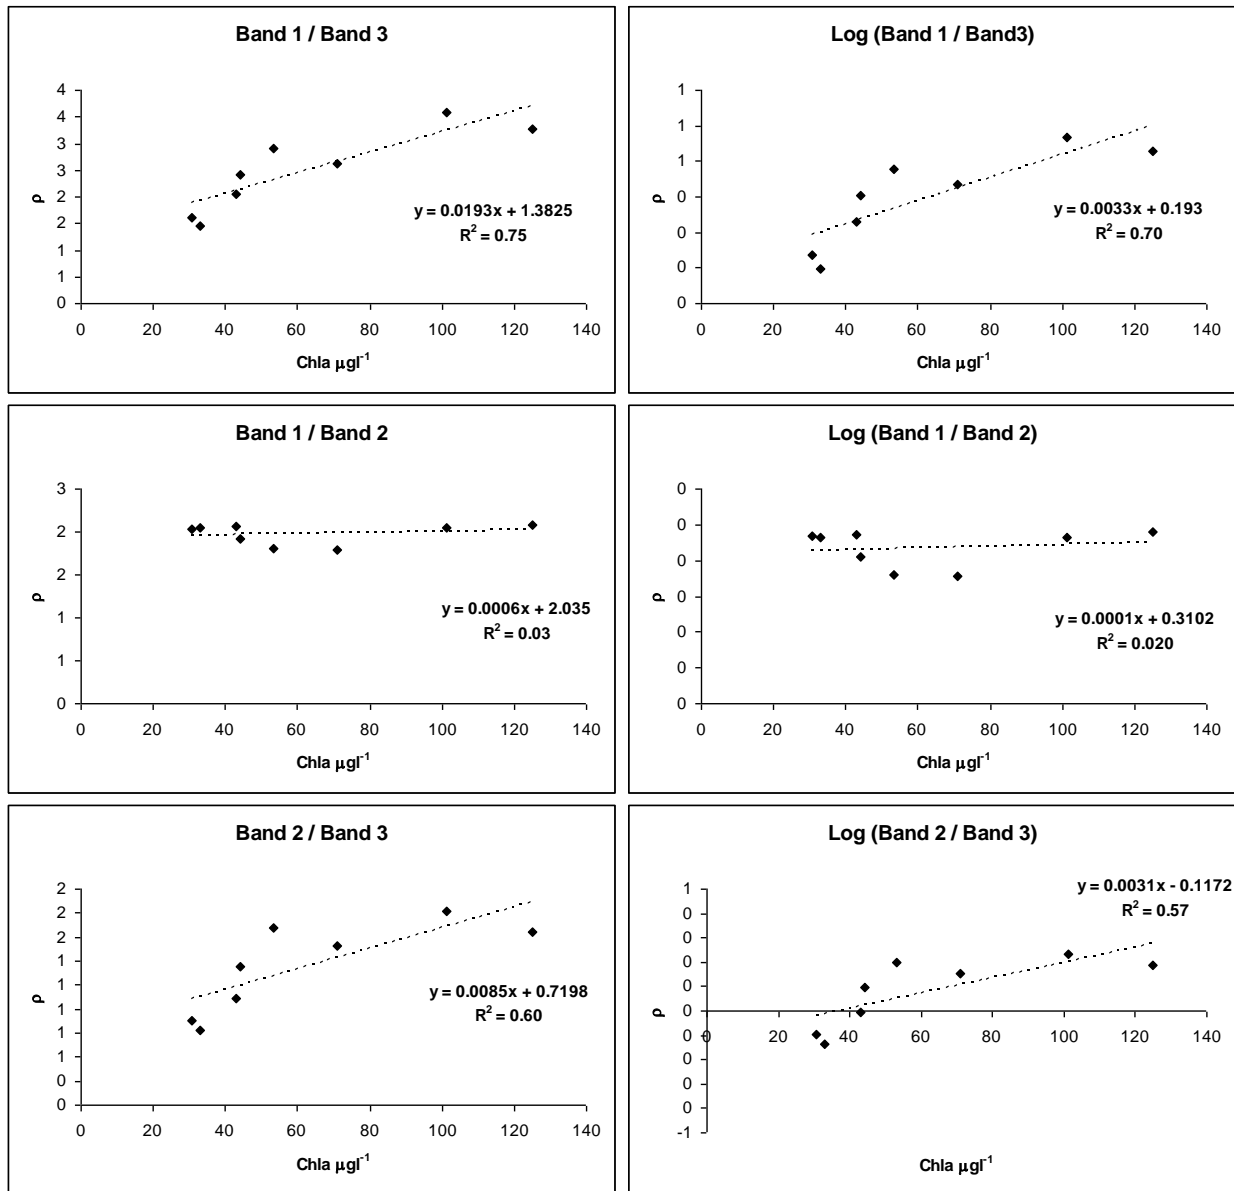 Band 1 / Band 3
4
4
3
3
2
2
1
1
0
ρ
y = 0.0193x + 1.3825
R² = 0.75
0 20 40 60 80 100 120 140
Chla μgl⁻¹
Log (Band 1 / Band3)
1
1
1
0
0
0
0
ρ
y = 0.0033x + 0.193
R² = 0.70
0 20 40 60 80 100 120 140
Chla μgl⁻¹
Band 1 / Band 2
3
2
2
1
1
0
ρ
y = 0.0006x + 2.035
R² = 0.03
0 20 40 60 80 100 120 140
Chla μgl⁻¹
Log (Band 1 / Band 2)
0
0
0
0
0
0
0
ρ
y = 0.0001x + 0.3102
R² = 0.020
0 20 40 60 80 100 120 140
Chla μgl⁻¹
Band 2 / Band 3
2
2
2
1
1
1
1
1
0
0
ρ
y = 0.0085x + 0.7198
R² = 0.60
0 20 40 60 80 100 120 140
Chla μgl⁻¹
Log (Band 2 / Band 3)
y = 0.0031x - 0.1172
R² = 0.57
1
0
0
0
0
0
0
0
0
0
-1
ρ
0 20 40 60 80 100 120 140
Chla μgl⁻¹